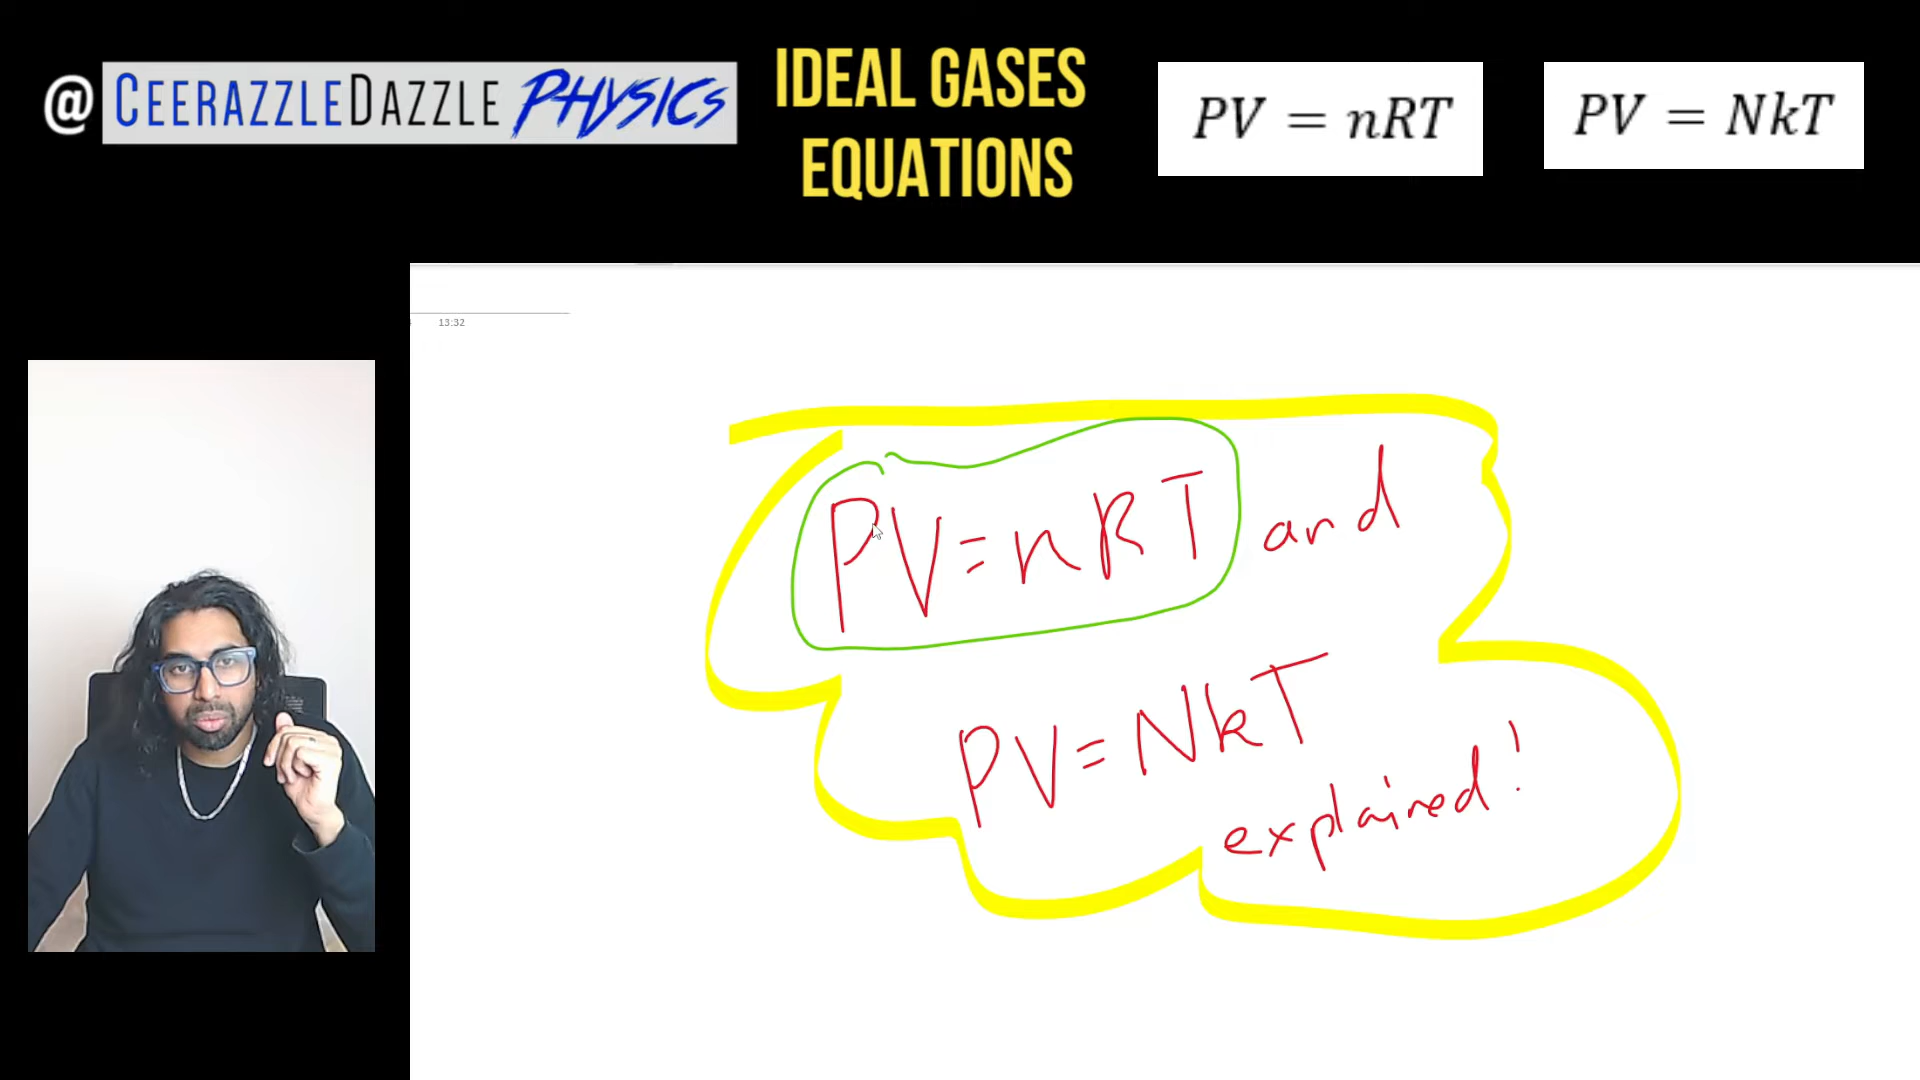 @ CEERAZZLEDAZZLE PHYSICS
IDEAL GASES
EQUATIONS
PV = nRT
PV = NkT
13:32
PV = nRT and
PV = NkT
explained!